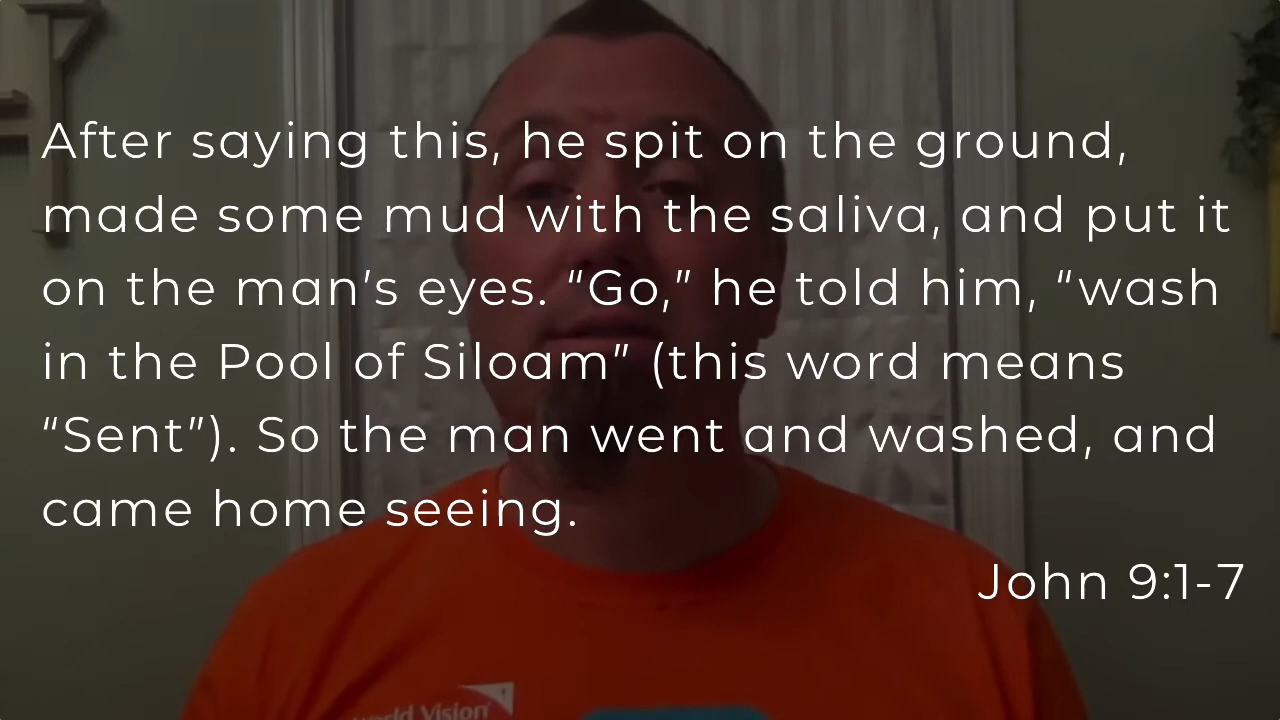 After saying this, he spit on the ground,
made some mud with the saliva, and put it
on the man’s eyes. “Go,” he told him, “wash
in the Pool of Siloam” (this word means
“Sent”). So the man went and washed, and
came home seeing.
John 9:1-7
World Vision